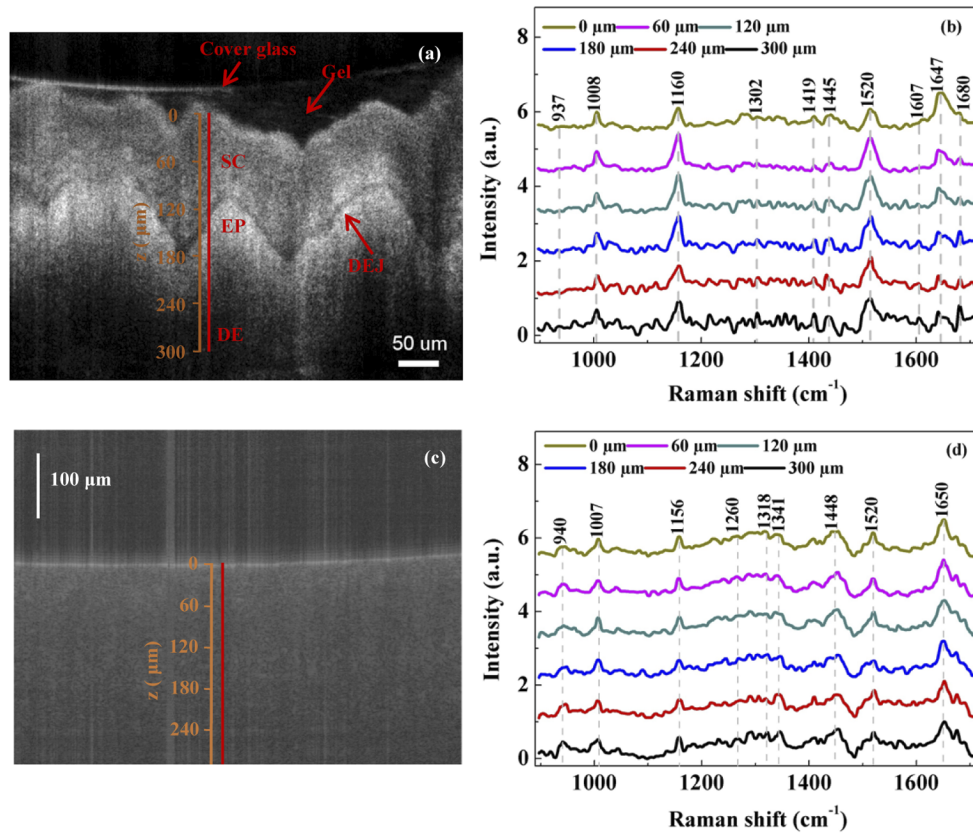 (a)
Cover glass
Gel
0
SC
60
120
EP
z (µm)
DEJ
180
240
DE
300
50 um
(b)
0 µm 60 µm 120 µm
180 µm 240 µm 300 µm
937 1008 1160 1302 1419 1445 1520 1607 1647 1680
Intensity (a.u.)
8
6
4
2
0
1000 1200 1400 1600
Raman shift (cm⁻¹)
(c)
100 µm
0
60
120
z ( µm)
180
240
(d)
0 µm 60 µm 120 µm
180 µm 240 µm 300 µm
940 1007 1156 1260 1318 1341 1448 1520 1650
Intensity (a.u.)
8
6
4
2
0
1000 1200 1400 1600
Raman shift (cm⁻¹)